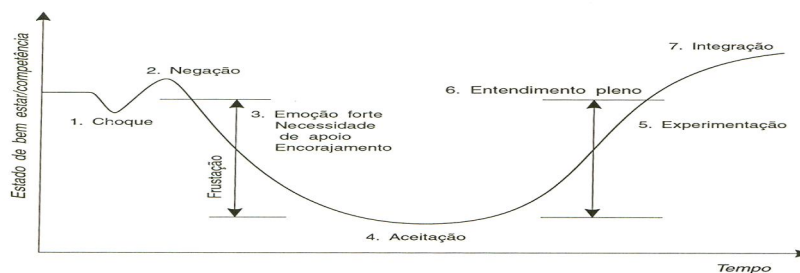 Estado de bem estar/competência
1. Choque
2. Negação
3. Emoção forte
Necessidade
de apoio
Encorajamento
Frustação
4. Aceitação
7. Integração
6. Entendimento pleno
5. Experimentação
Tempo